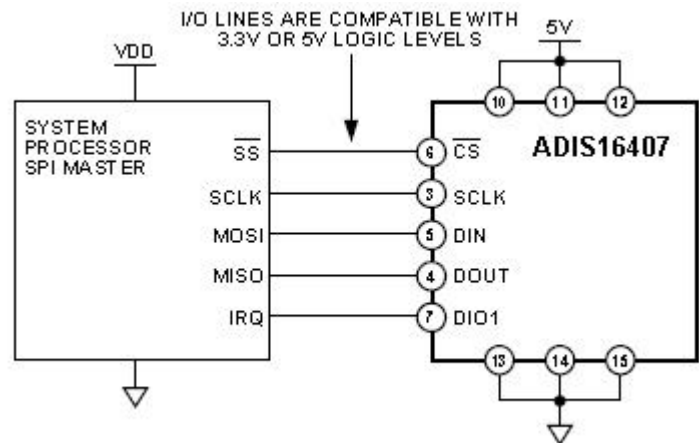 I/O LINES ARE COMPATIBLE WITH
3.3V OR 5V LOGIC LEVELS
VDD
5V
10
11
12
SYSTEM
PROCESSOR
SPI MASTER
ADIS16407
SS
6
CS
SCLK
3
SCLK
MOSI
5
DIN
MISO
4
DOUT
IRQ
7
DIO1
13
14
15